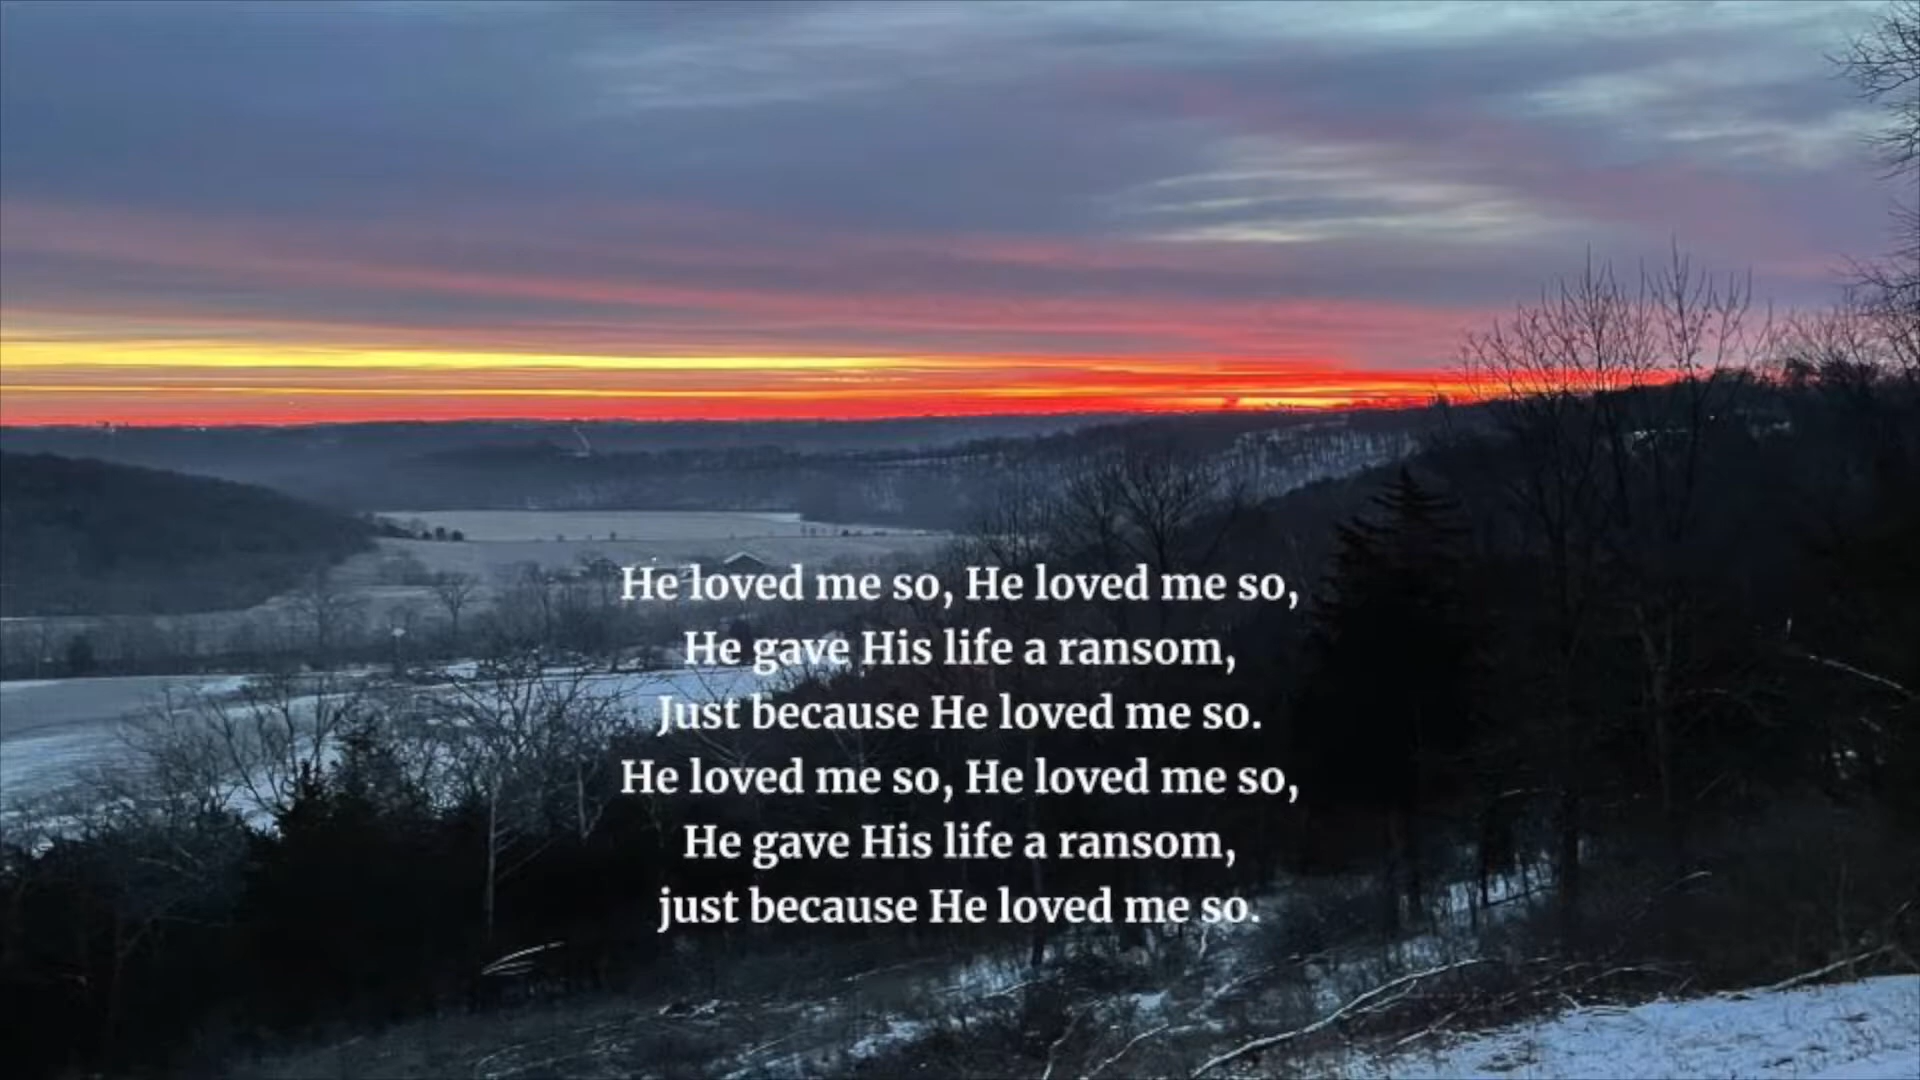 He loved me so, He loved me so,
He gave His life a ransom,
Just because He loved me so.
He loved me so, He loved me so,
He gave His life a ransom,
just because He loved me so.